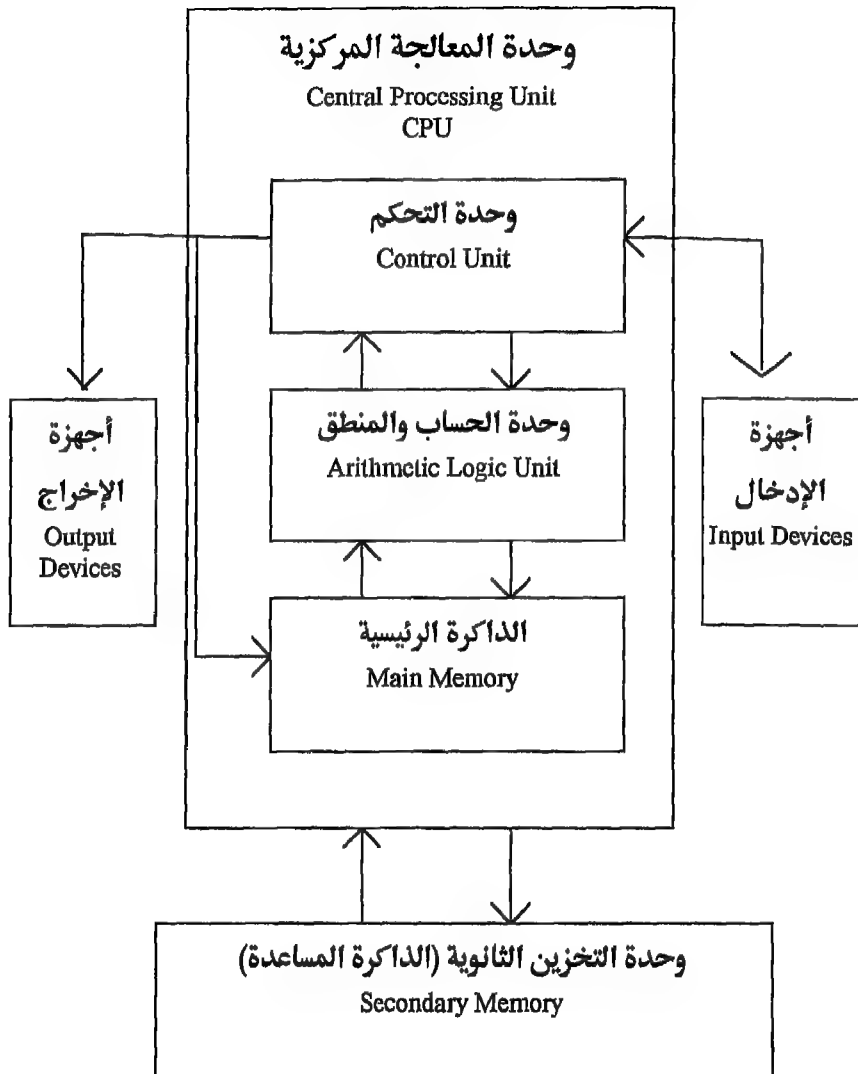 وحدة المعالجة المركزية
Central Processing Unit
CPU
وحدة التحكم
Control Unit
وحدة الحساب والمنطق
Arithmetic Logic Unit
أجهزة
الإدخال
Input Devices
أجهزة
الإخراج
Output
Devices
الذاكرة الرئيسية
Main Memory
وحدة التخزين الثانوية (الذاكرة المساعدة)
Secondary Memory